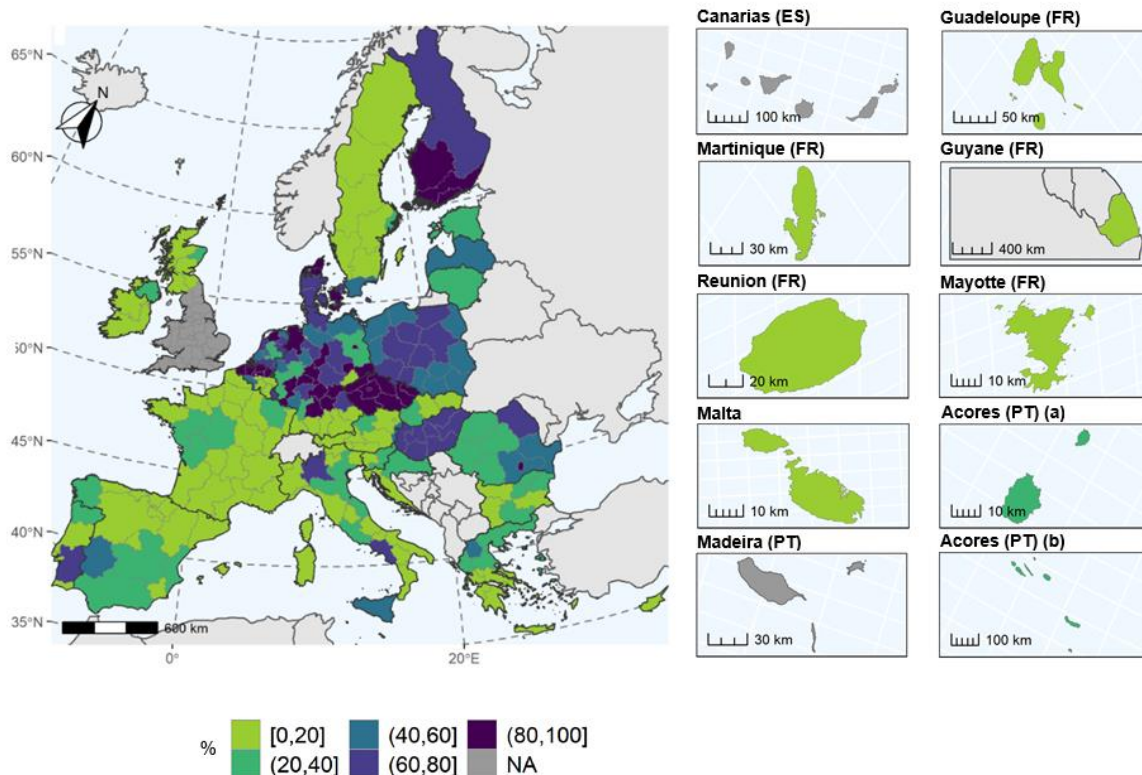 65°N
60°N
55°N
50°N
45°N
40°N
35°N
N
600 km
0°
20°E
Canarias (ES)
100 km
Guadeloupe (FR)
50 km
Martinique (FR)
30 km
Guyane (FR)
400 km
Reunion (FR)
20 km
Mayotte (FR)
10 km
Malta
10 km
Acores (PT) (a)
10 km
Madeira (PT)
30 km
Acores (PT) (b)
100 km
% [0,20] (40,60] (80,100]
(20,40] (60,80] NA